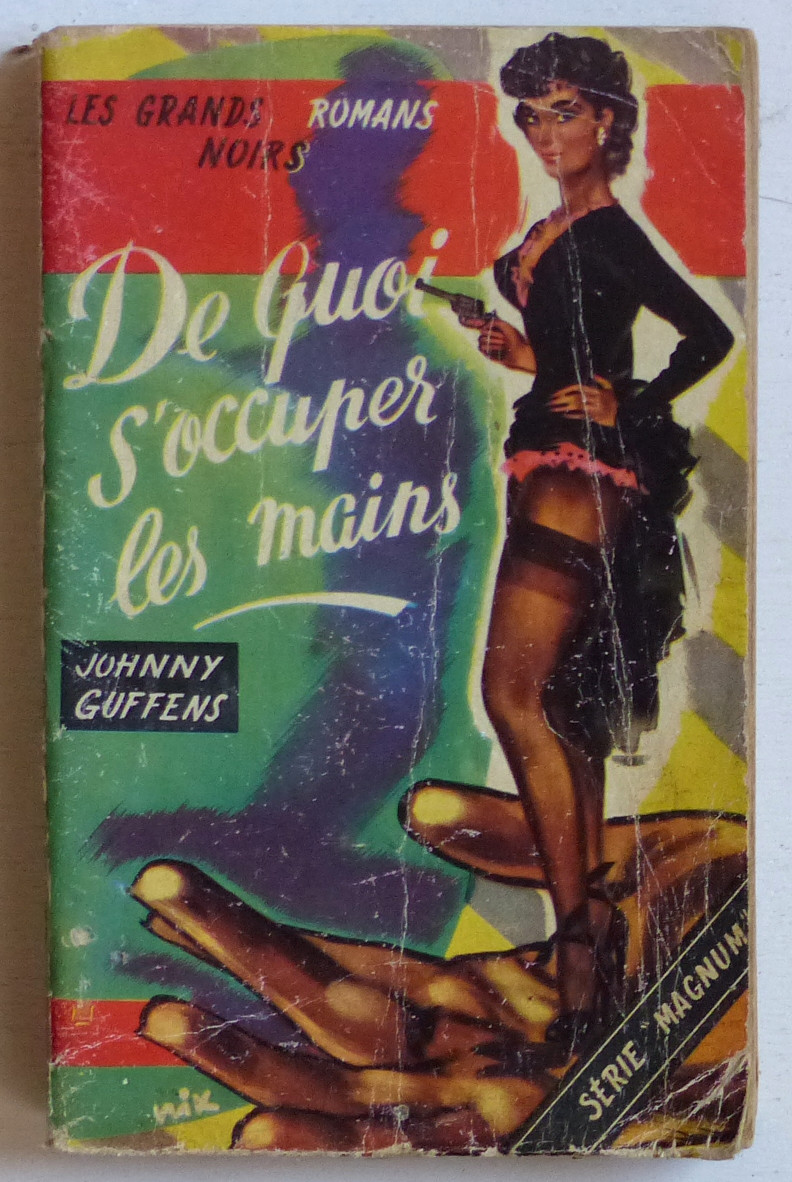 LES GRANDS ROMANS
NOIRS
De Quoi
s'occuper
les mains
JOHNNY
GUFFENS
SÉRIE "MAGNUM"
nik